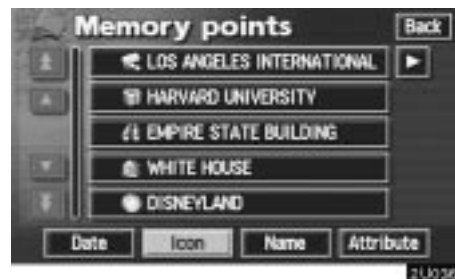 Memory points
Back
LOS ANGELES INTERNATIONAL
HARVARD UNIVERSITY
EMPIRE STATE BUILDING
WHITE HOUSE
DISNEYLAND
Date Icon Name Attribute
2U036